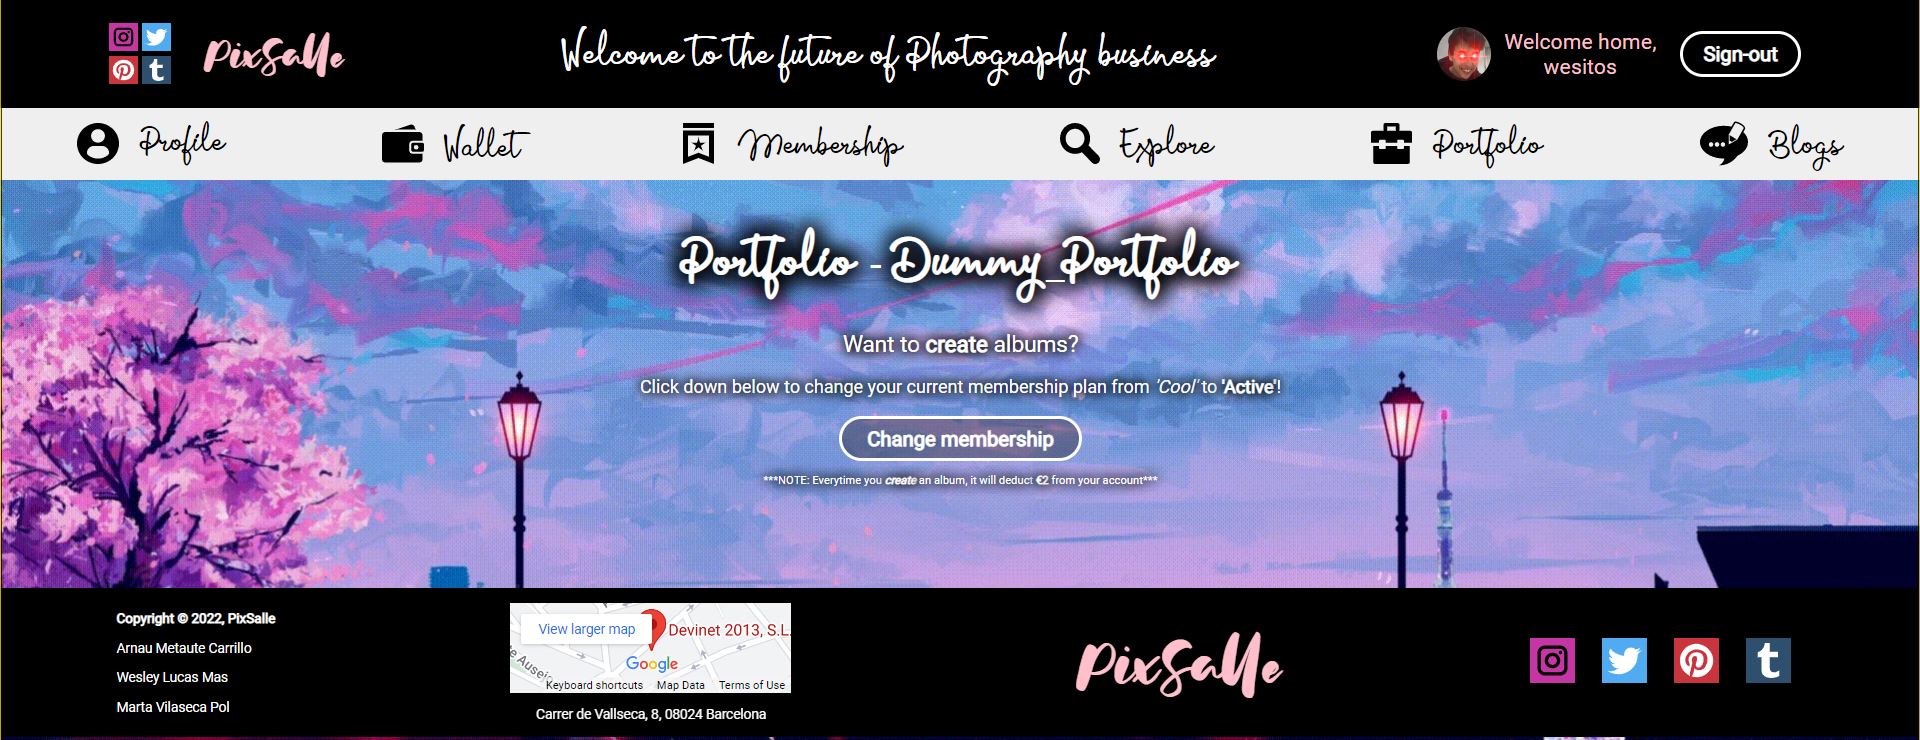 PixSalle
Welcome to the future of Photography business
Welcome home,
wesitos
Sign-out
Profile
Wallet
Membership
Explore
Portfolio
Blogs
Portfolio - Dummy_Portfolio
Want to create albums?
Click down below to change your current membership plan from 'Cool' to 'Active'!
Change membership
***NOTE: Everytime you create an album, it will deduct €2 from your account***
Copyright © 2022, PixSalle
Arnau Metaute Carrillo
Wesley Lucas Mas
Marta Vilaseca Pol
View larger map
Devinet 2013, S.L.
Google
Keyboard shortcuts
Map Data
Terms of Use
Carrer de Vallseca, 8, 08024 Barcelona
PixSalle